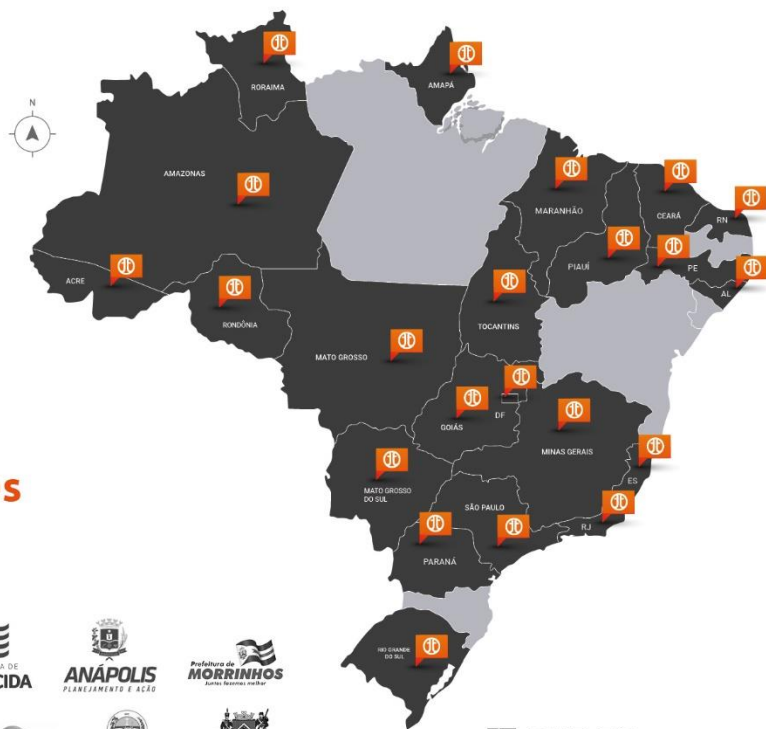 N
RORAIMA
AMAPÁ
AMAZONAS
MARANHÃO
CEARÁ
RN
PIAUÍ
PE
AL
ACRE
RONDÔNIA
TOCANTINS
MATO GROSSO
GOIÁS
DF
MINAS GERAIS
MATO GROSSO
DO SUL
SÃO PAULO
ES
RJ
PARANÁ
RIO GRANDE
DO SUL
ANÁPOLIS
PLANEJAMENTO E AÇÃO
Prefeitura de
MORRINHOS
Juntos fazemos melhor